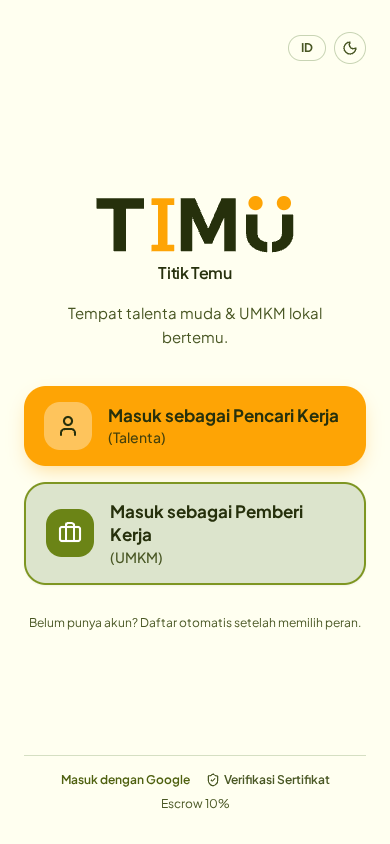 ID
TIMU
Titik Temu
Tempat talenta muda & UMKM lokal
bertemu.
Masuk sebagai Pencari Kerja
(Talenta)
Masuk sebagai Pemberi
Kerja
(UMKM)
Belum punya akun? Daftar otomatis setelah memilih peran.
Masuk dengan Google Verifikasi Sertifikat
Escrow 10%